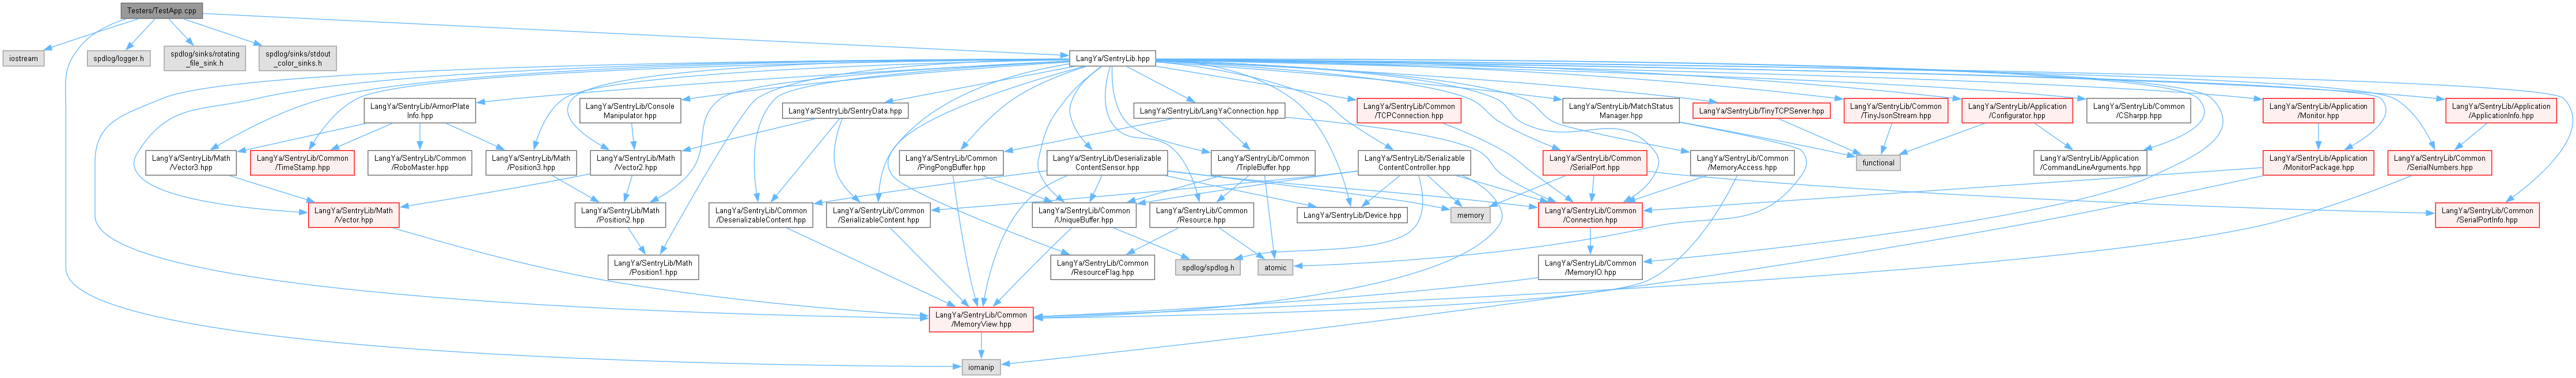 Testers/TestApp.cpp
iostream
spdlog/logger.h
spdlog/sinks/rotating
_file_sink.h
spdlog/sinks/stdout
_color_sinks.h
LangYa/SentryLib.hpp
LangYa/SentryLib/ArmorPlate
Info.hpp
LangYa/SentryLib/Console
Manipulator.hpp
LangYa/SentryLib/SentryData.hpp
LangYa/SentryLib/LangYaConnection.hpp
LangYa/SentryLib/Common
/TCPConnection.hpp
LangYa/SentryLib/MatchStatus
Manager.hpp
LangYa/SentryLib/TinyTCPServer.hpp
LangYa/SentryLib/Common
/TinyJsonStream.hpp
LangYa/SentryLib/Application
/Configurator.hpp
LangYa/SentryLib/Common
/CSharpp.hpp
LangYa/SentryLib/Application
/Monitor.hpp
LangYa/SentryLib/Application
/ApplicationInfo.hpp
LangYa/SentryLib/Math
/Vector3.hpp
LangYa/SentryLib/Common
/TimeStamp.hpp
LangYa/SentryLib/Common
/RoboMaster.hpp
LangYa/SentryLib/Math
/Position3.hpp
LangYa/SentryLib/Math
/Vector2.hpp
LangYa/SentryLib/Common
/PingPongBuffer.hpp
LangYa/SentryLib/Deserializable
ContentSensor.hpp
LangYa/SentryLib/Common
/TripleBuffer.hpp
LangYa/SentryLib/Serializable
ContentController.hpp
LangYa/SentryLib/Common
/SerialPort.hpp
LangYa/SentryLib/Common
/MemoryAccess.hpp
functional
LangYa/SentryLib/Application
/CommandLineArguments.hpp
LangYa/SentryLib/Application
/MonitorPackage.hpp
LangYa/SentryLib/Common
/SerialNumbers.hpp
LangYa/SentryLib/Math
/Vector.hpp
LangYa/SentryLib/Math
/Position2.hpp
LangYa/SentryLib/Common
/DeserializableContent.hpp
LangYa/SentryLib/Common
/SerializableContent.hpp
LangYa/SentryLib/Common
/UniqueBuffer.hpp
LangYa/SentryLib/Common
/Resource.hpp
LangYa/SentryLib/Device.hpp
memory
LangYa/SentryLib/Common
/Connection.hpp
LangYa/SentryLib/Common
/SerialPortInfo.hpp
LangYa/SentryLib/Math
/Position1.hpp
LangYa/SentryLib/Common
/ResourceFlag.hpp
spdlog/spdlog.h
atomic
LangYa/SentryLib/Common
/MemoryIO.hpp
LangYa/SentryLib/Common
/MemoryView.hpp
iomanip